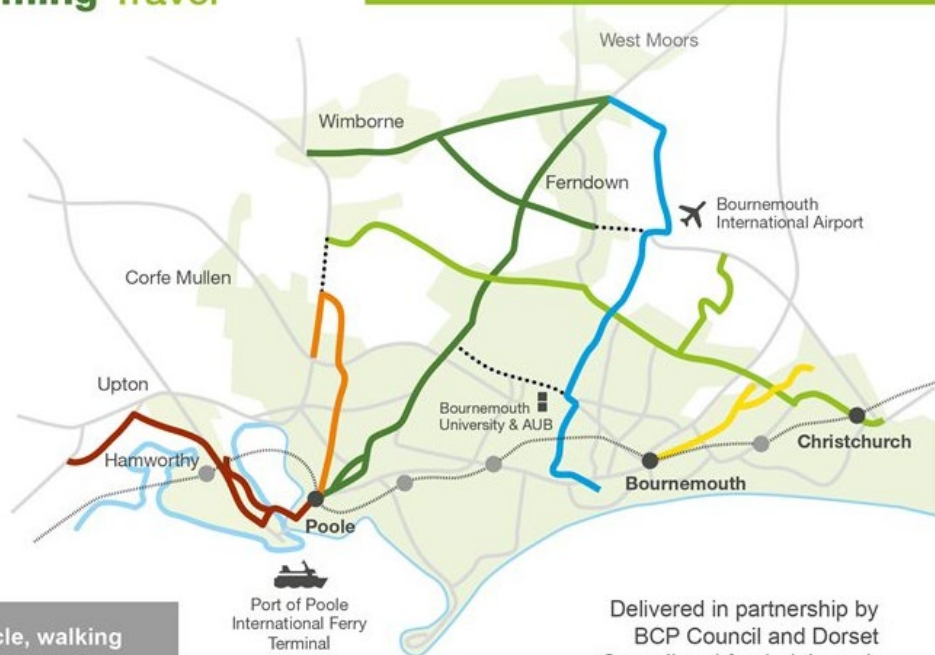 Travel
West Moors
Wimborne
Ferndown
Bournemouth
International Airport
Corfe Mullen
Upton
Bournemouth
University & AUB
Hamworthy
Christchurch
Bournemouth
Poole
Port of Poole
International Ferry
Terminal
Delivered in partnership by
BCP Council and Dorset
walking